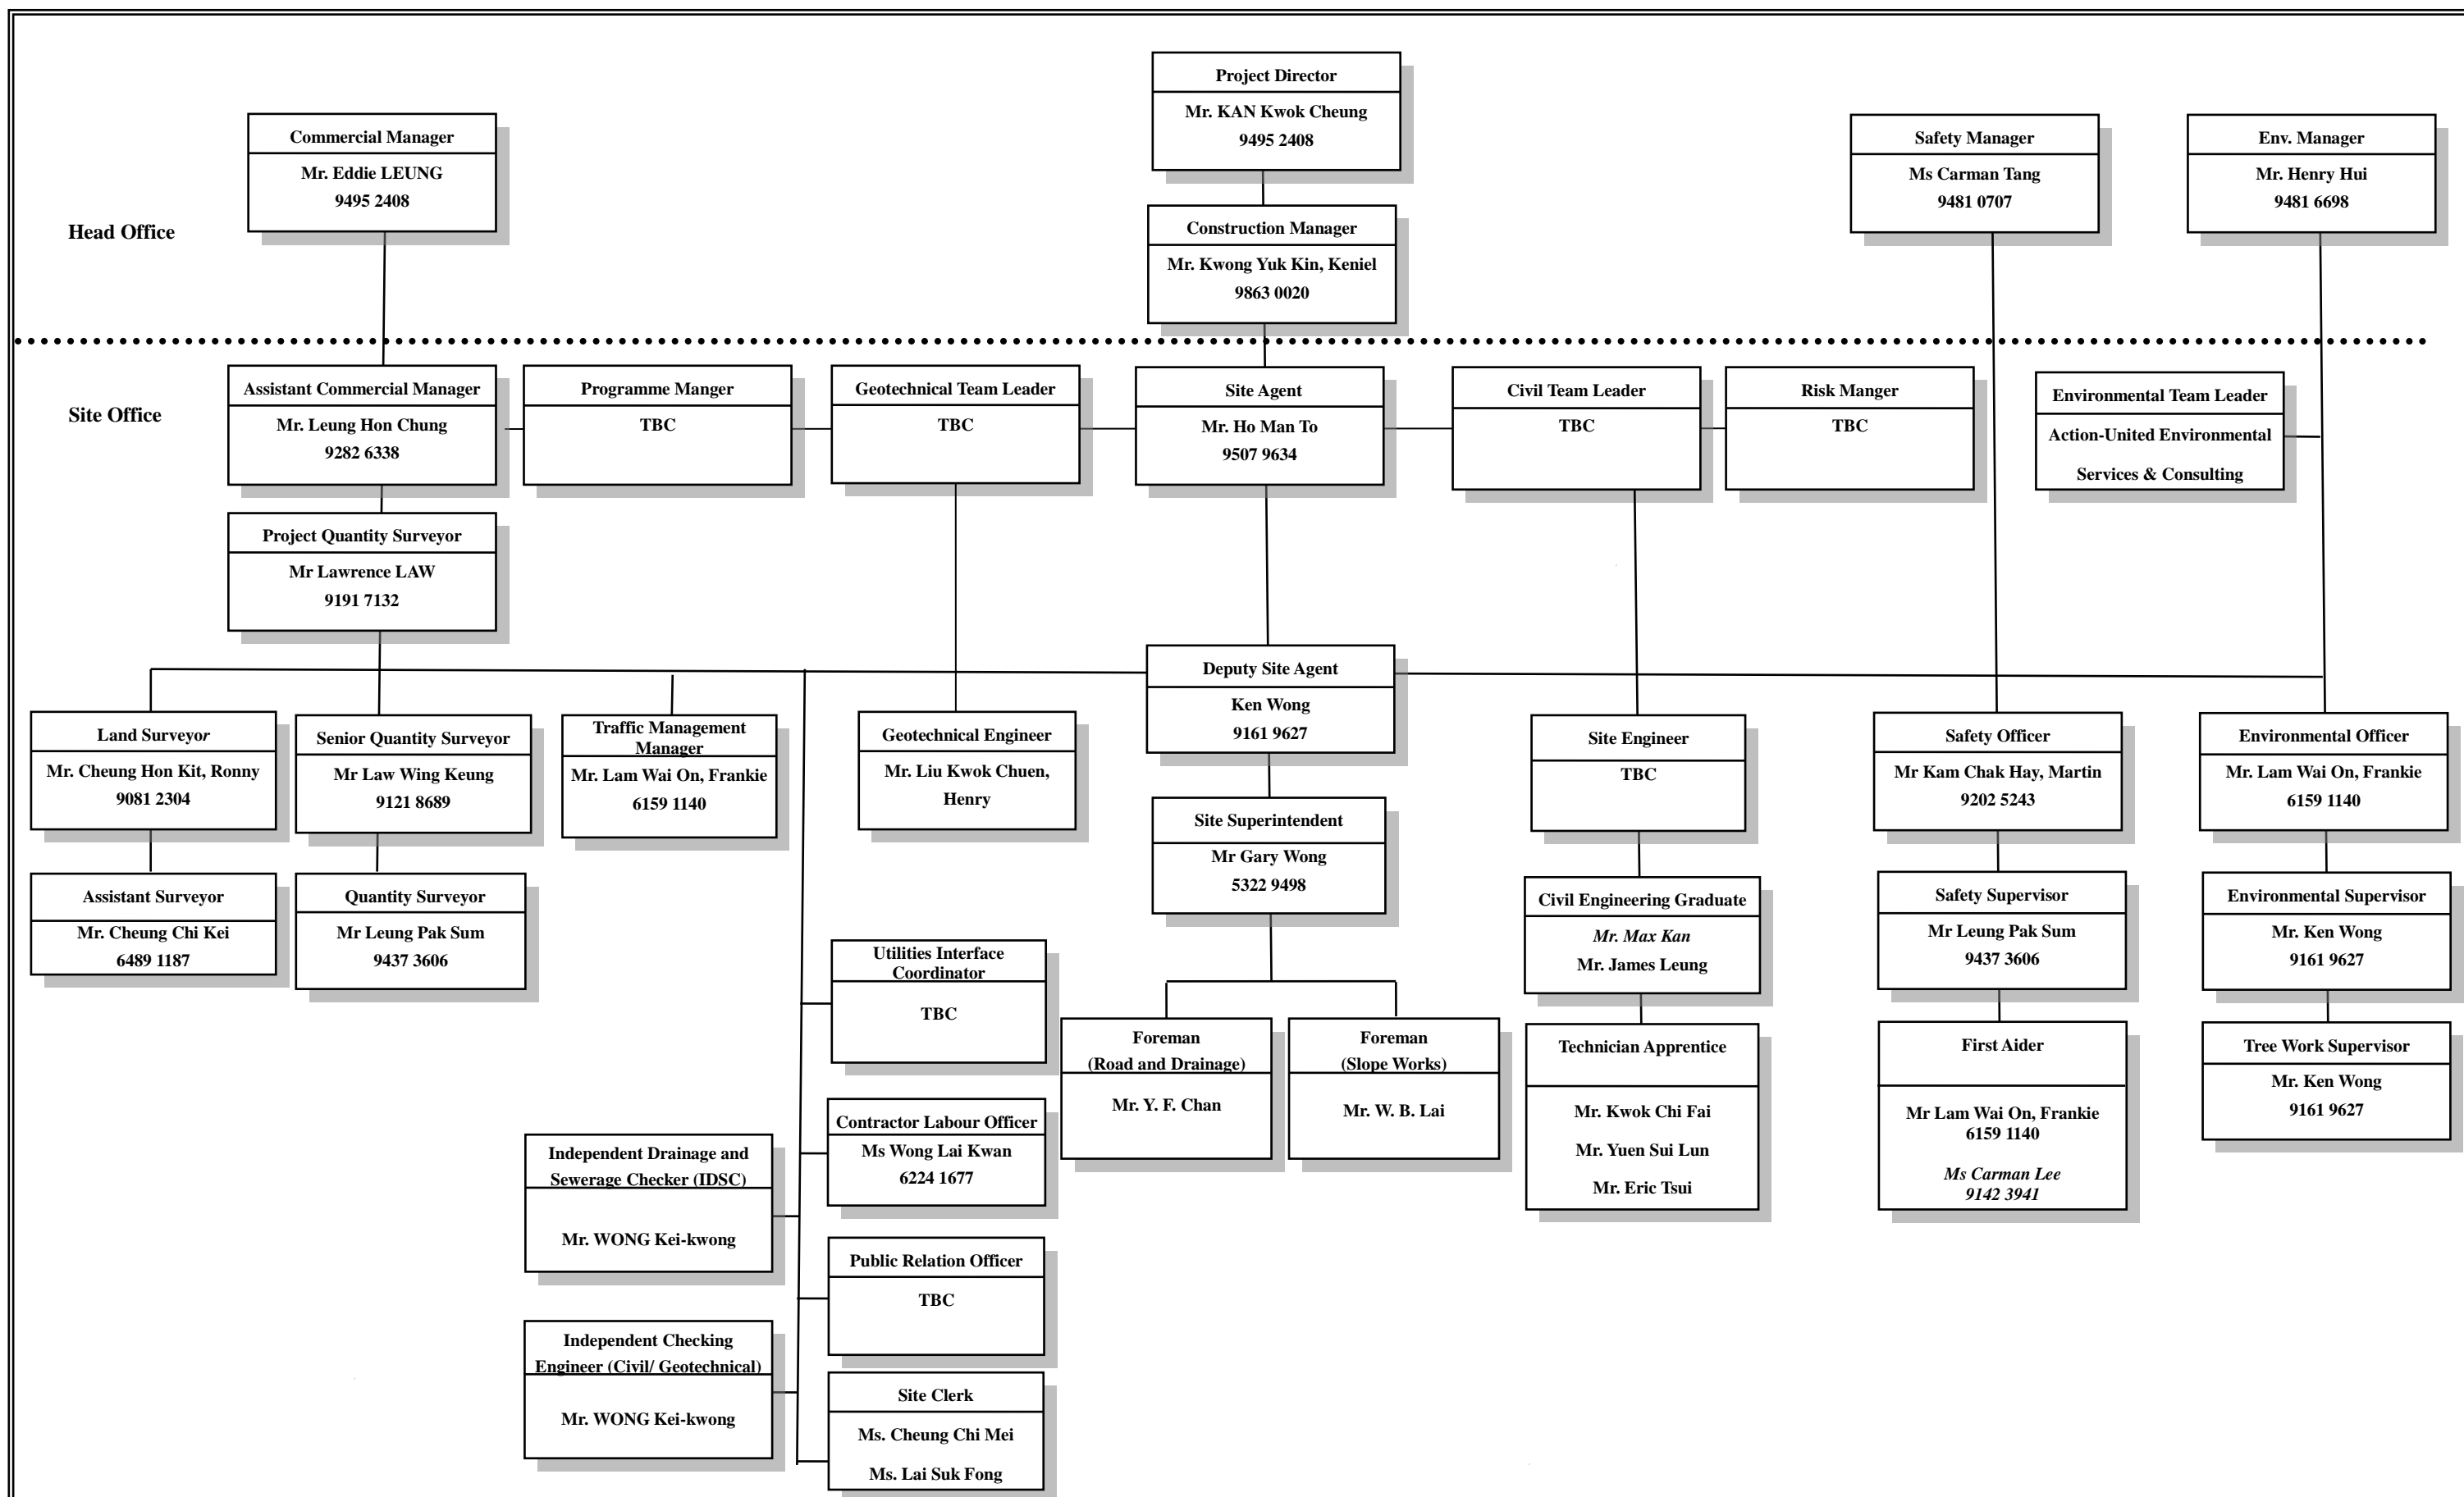 Project Director
Mr. KAN Kwok Cheung
9495 2408
Commercial Manager
Mr. Eddie LEUNG
9495 2408
Safety Manager
Ms Carman Tang
9481 0707
Env. Manager
Mr. Henry Hui
9481 6698
Head Office
Construction Manager
Mr. Kwong Yuk Kin, Keniel
9863 0020
Site Office
Assistant Commercial Manager
Mr. Leung Hon Chung
9282 6338
Programme Manger
TBC
Geotechnical Team Leader
TBC
Site Agent
Mr. Ho Man To
9507 9634
Civil Team Leader
TBC
Risk Manger
TBC
Environmental Team Leader
Action-United Environmental
Services & Consulting
Project Quantity Surveyor
Mr Lawrence LAW
9191 7132
Deputy Site Agent
Ken Wong
9161 9627
Land Surveyor
Mr. Cheung Hon Kit, Ronny
9081 2304
Senior Quantity Surveyor
Mr Law Wing Keung
9121 8689
Traffic Management
Manager
Mr. Lam Wai On, Frankie
6159 1140
Geotechnical Engineer
Mr. Liu Kwok Chuen,
Henry
Site Engineer
TBC
Safety Officer
Mr Kam Chak Hay, Martin
9202 5243
Environmental Officer
Mr. Lam Wai On, Frankie
6159 1140
Site Superintendent
Mr Gary Wong
5322 9498
Assistant Surveyor
Mr. Cheung Chi Kei
6489 1187
Quantity Surveyor
Mr Leung Pak Sum
9437 3606
Civil Engineering Graduate
Mr. Max Kan
Mr. James Leung
Safety Supervisor
Mr Leung Pak Sum
9437 3606
Environmental Supervisor
Mr. Ken Wong
9161 9627
Utilities Interface
Coordinator
TBC
Foreman
(Road and Drainage)
Mr. Y. F. Chan
Foreman
(Slope Works)
Mr. W. B. Lai
Technician Apprentice
Mr. Kwok Chi Fai
Mr. Yuen Sui Lun
Mr. Eric Tsui
First Aider
Mr Lam Wai On, Frankie
6159 1140
Ms Carman Lee
9142 3941
Tree Work Supervisor
Mr. Ken Wong
9161 9627
Contractor Labour Officer
Ms Wong Lai Kwan
6224 1677
Independent Drainage and
Sewerage Checker (IDSC)
Mr. WONG Kei-kwong
Public Relation Officer
TBC
Independent Checking
Engineer (Civil/ Geotechnical)
Mr. WONG Kei-kwong
Site Clerk
Ms. Cheung Chi Mei
Ms. Lai Suk Fong